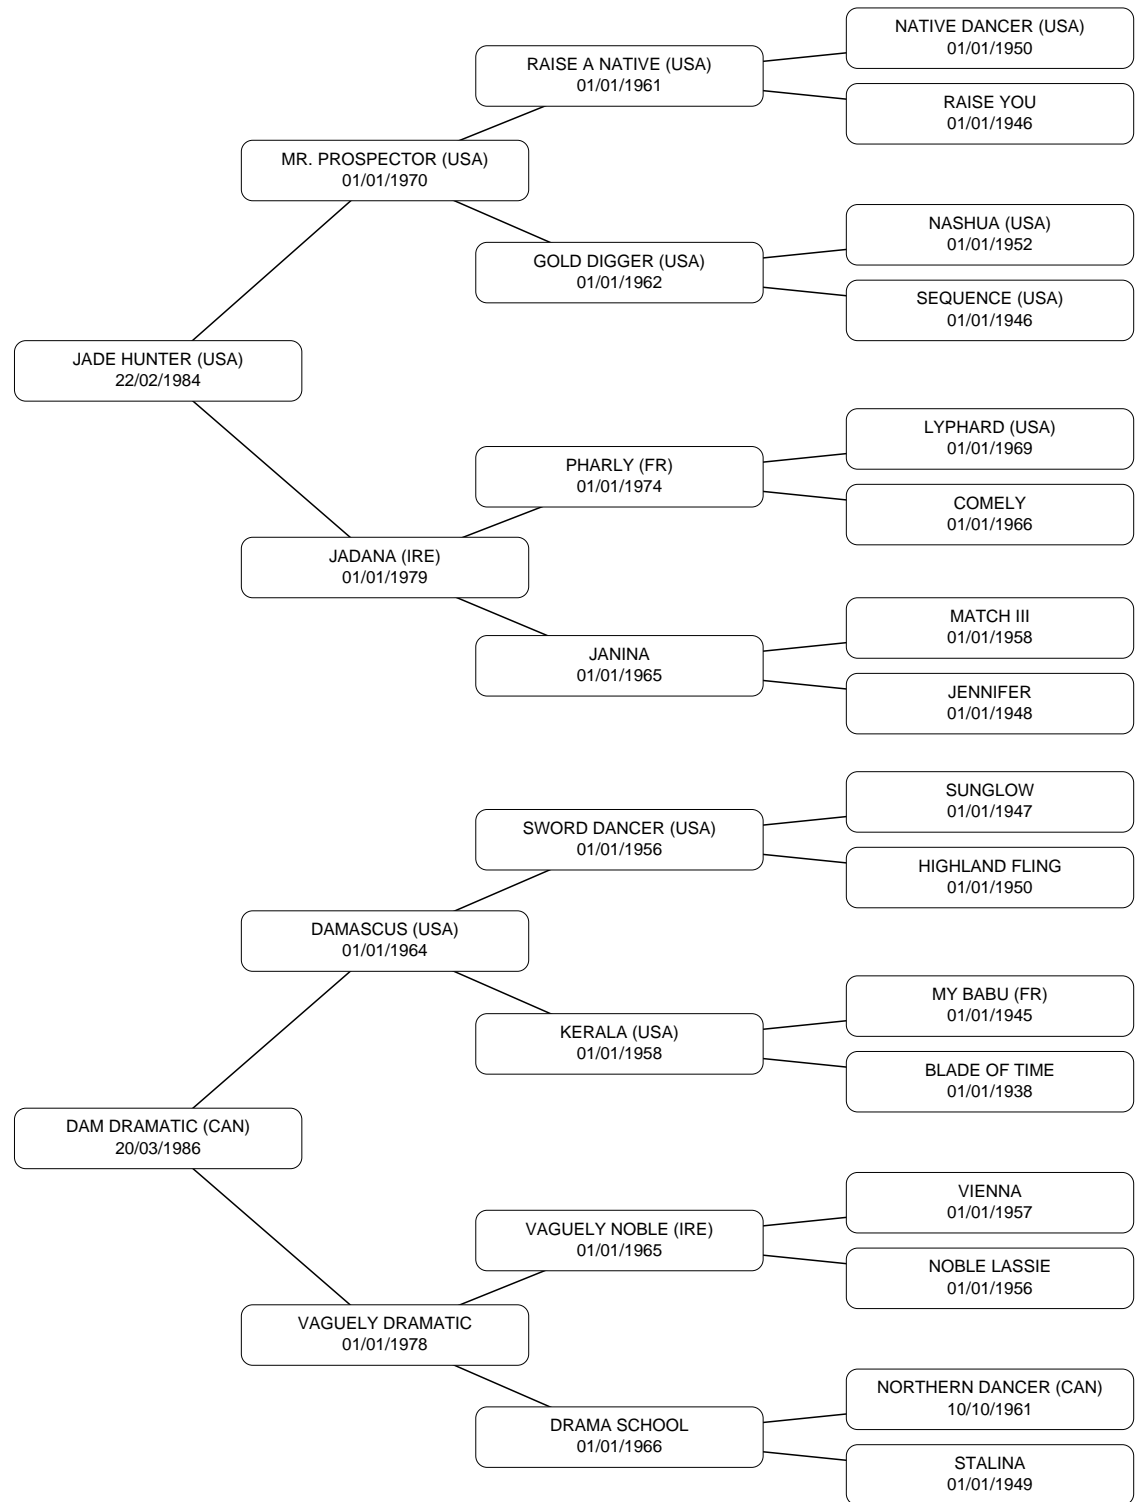 NATIVE DANCER (USA)
01/01/1950
RAISE A NATIVE (USA)
01/01/1961
RAISE YOU
01/01/1946
MR. PROSPECTOR (USA)
01/01/1970
NASHUA (USA)
01/01/1952
GOLD DIGGER (USA)
01/01/1962
SEQUENCE (USA)
01/01/1946
JADE HUNTER (USA)
22/02/1984
LYPHARD (USA)
01/01/1969
PHARLY (FR)
01/01/1974
COMELY
01/01/1966
JADANA (IRE)
01/01/1979
MATCH III
01/01/1958
JANINA
01/01/1965
JENNIFER
01/01/1948
SUNGLOW
01/01/1947
SWORD DANCER (USA)
01/01/1956
HIGHLAND FLING
01/01/1950
DAMASCUS (USA)
01/01/1964
MY BABU (FR)
01/01/1945
KERALA (USA)
01/01/1958
BLADE OF TIME
01/01/1938
DAM DRAMATIC (CAN)
20/03/1986
VIENNA
01/01/1957
VAGUELY NOBLE (IRE)
01/01/1965
NOBLE LASSIE
01/01/1956
VAGUELY DRAMATIC
01/01/1978
NORTHERN DANCER (CAN)
10/10/1961
DRAMA SCHOOL
01/01/1966
STALINA
01/01/1949